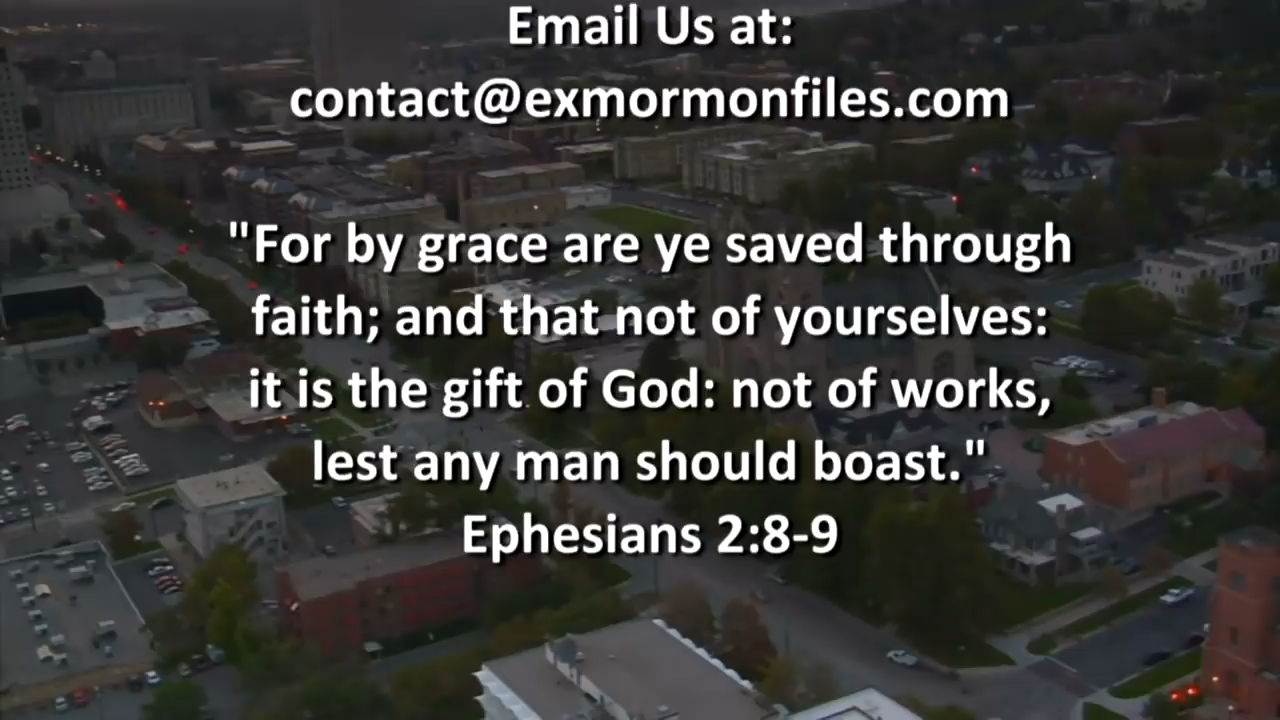 Email Us at:
contact@exmormonfiles.com
"For by grace are ye saved through
faith; and that not of yourselves:
it is the gift of God: not of works,
lest any man should boast."
Ephesians 2:8-9